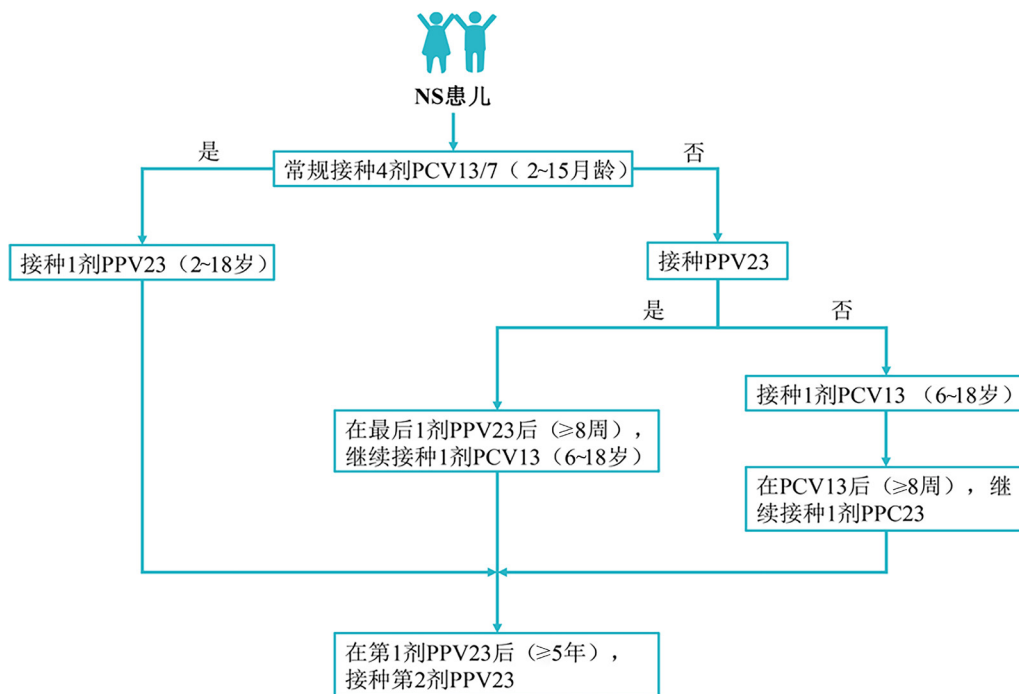 NS患儿
是
否
常规接种4剂PCV13/7（ 2~15月龄）
接种1剂PPV23（2~18岁）
接种PPV23
是
否
接种1剂PCV13 （6~18岁）
在最后1剂PPV23后（≥8周），
继续接种1剂PCV13（6~18岁）
在PCV13后（≥8周），继
续接种1剂PPC23
在第1剂PPV23后（≥5年），
接种第2剂PPV23